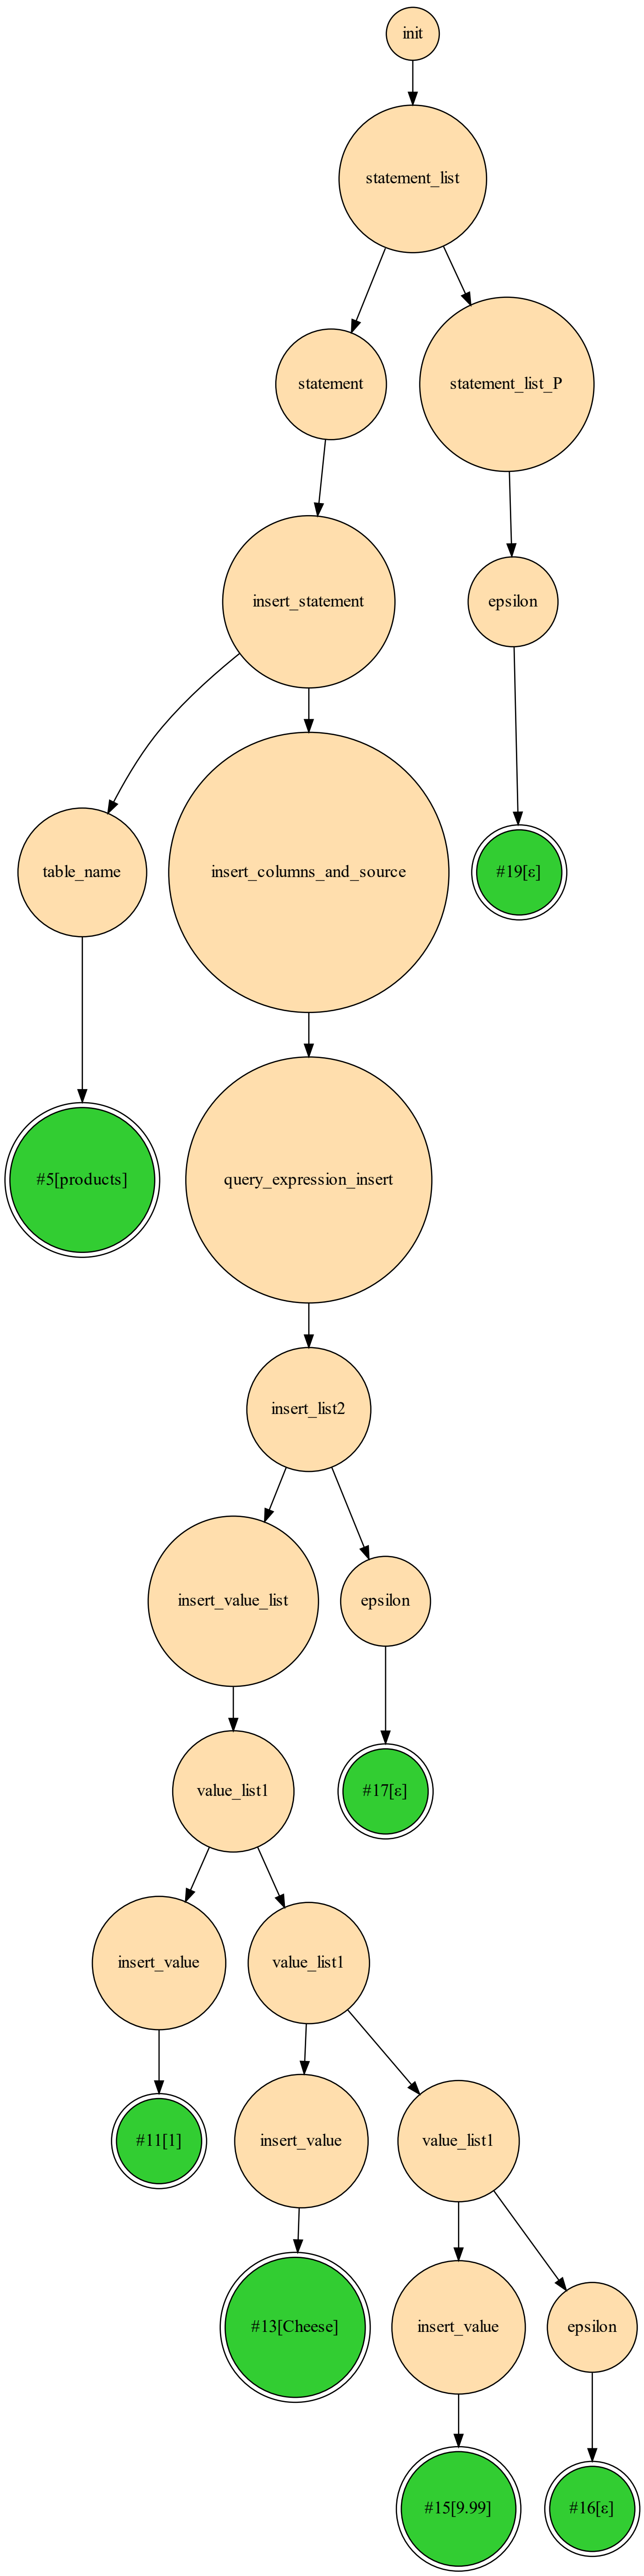 init
statement_list
statement
statement_list_P
insert_statement
epsilon
table_name
insert_columns_and_source
#19[ε]
#5[products]
query_expression_insert
insert_list2
insert_value_list
epsilon
value_list1
#17[ε]
insert_value
value_list1
#11[1]
insert_value
value_list1
#13[Cheese]
insert_value
epsilon
#15[9.99]
#16[ε]